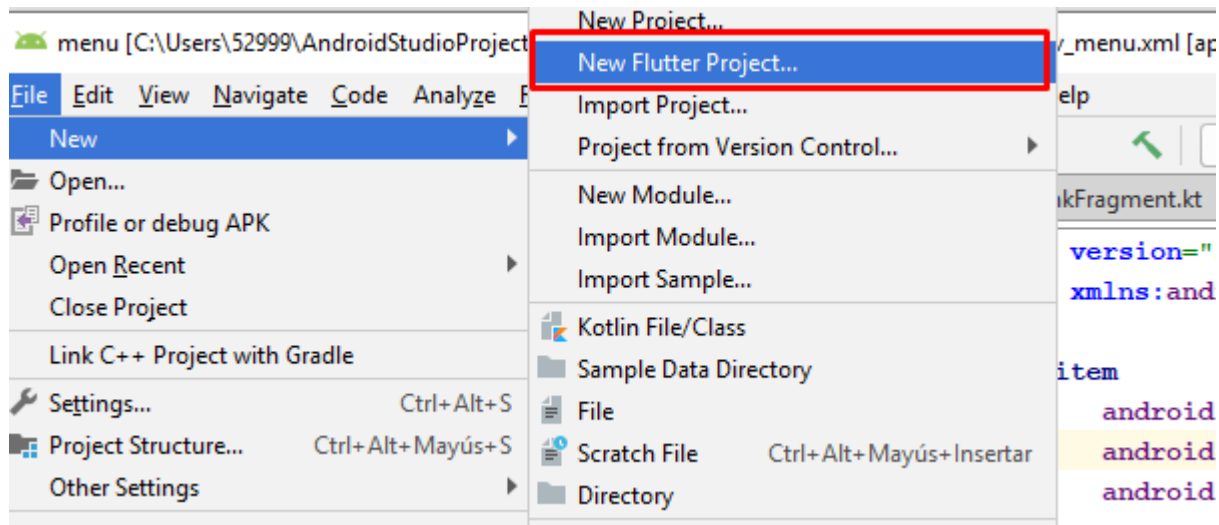 menu [C:\Users\52999\AndroidStudioProject
_menu.xml [ap
File Edit View Navigate Code Analyze
elp
New
Open...
Profile or debug APK
Open Recent
Close Project
Link C++ Project with Gradle
Settings... Ctrl+Alt+S
Project Structure... Ctrl+Alt+Mayús+S
Other Settings
New Project...
New Flutter Project...
Import Project...
Project from Version Control...
New Module...
Import Module...
Import Sample...
Kotlin File/Class
Sample Data Directory
File
Scratch File Ctrl+Alt+Mayús+Insertar
Directory
kFragment.kt
version="
xmlns:and
item
android
android
android